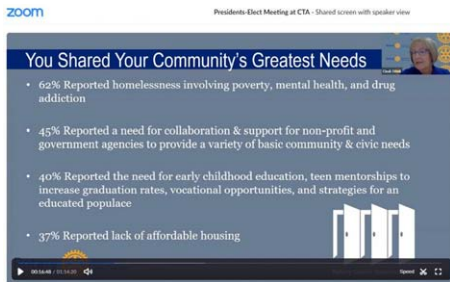 zoom
Presidents-Elect Meeting at CTA - Shared screen with speaker view
You Shared Your Community's Greatest Needs
• 62% Reported homelessness involving poverty, mental health, and drug
addiction
• 45% Reported a need for collaboration & support for non-profit and
government agencies to provide a variety of basic community & civic needs
• 40% Reported the need for early childhood education, teen mentorships to
increase graduation rates, vocational opportunities, and strategies for an
educated populace
• 37% Reported lack of affordable housing
Speed